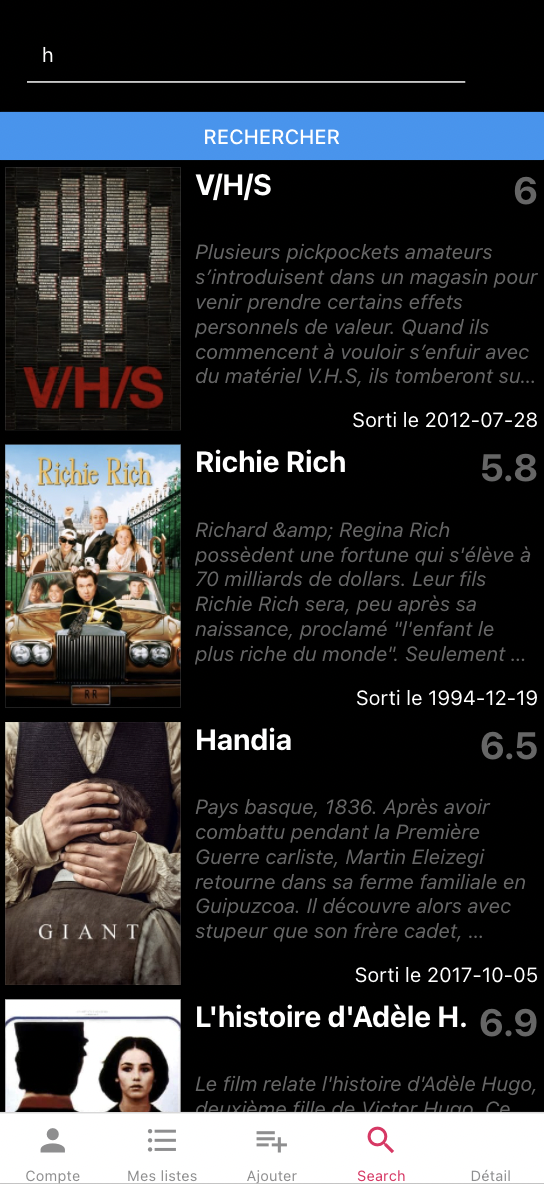 h
RECHERCHER
V/H/S
6
Plusieurs pickpockets amateurs
s’introduisent dans un magasin pour
venir prendre certains effets
personnels de valeur. Quand ils
commencent à vouloir s’enfuir avec
du matériel V.H.S, ils tomberont su...
V/H/S
Sorti le 2012-07-28
Richie Rich
Richie Rich
5.8
Richard &amp; Regina Rich
possèdent une fortune qui s'élève à
70 milliards de dollars. Leur fils
Richie Rich sera, peu après sa
naissance, proclamé "l'enfant le
plus riche du monde". Seulement ...
RR
Sorti le 1994-12-19
Handia
6.5
Pays basque, 1836. Après avoir
combattu pendant la Première
Guerre carliste, Martin Eleizegi
retourne dans sa ferme familiale en
Guipuzcoa. Il découvre alors avec
stupeur que son frère cadet, ...
GIANT
Sorti le 2017-10-05
L'histoire d'Adèle H.
6.9
Le film relate l'histoire d'Adèle Hugo,
deuxième fille de Victor Hugo. Ce
Compte
Mes listes
Ajouter
Search
Détail